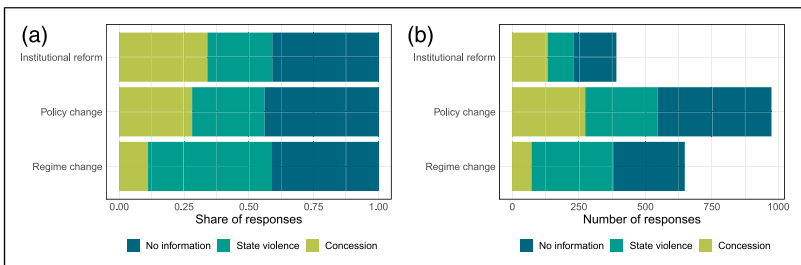 (a)
Institutional reform
Policy change
Regime change
0.00 0.25 0.50 0.75 1.00
Share of responses
No information State violence Concession
(b)
Institutional reform
Policy change
Regime change
0 250 500 750 1000
Number of responses
No information State violence Concession